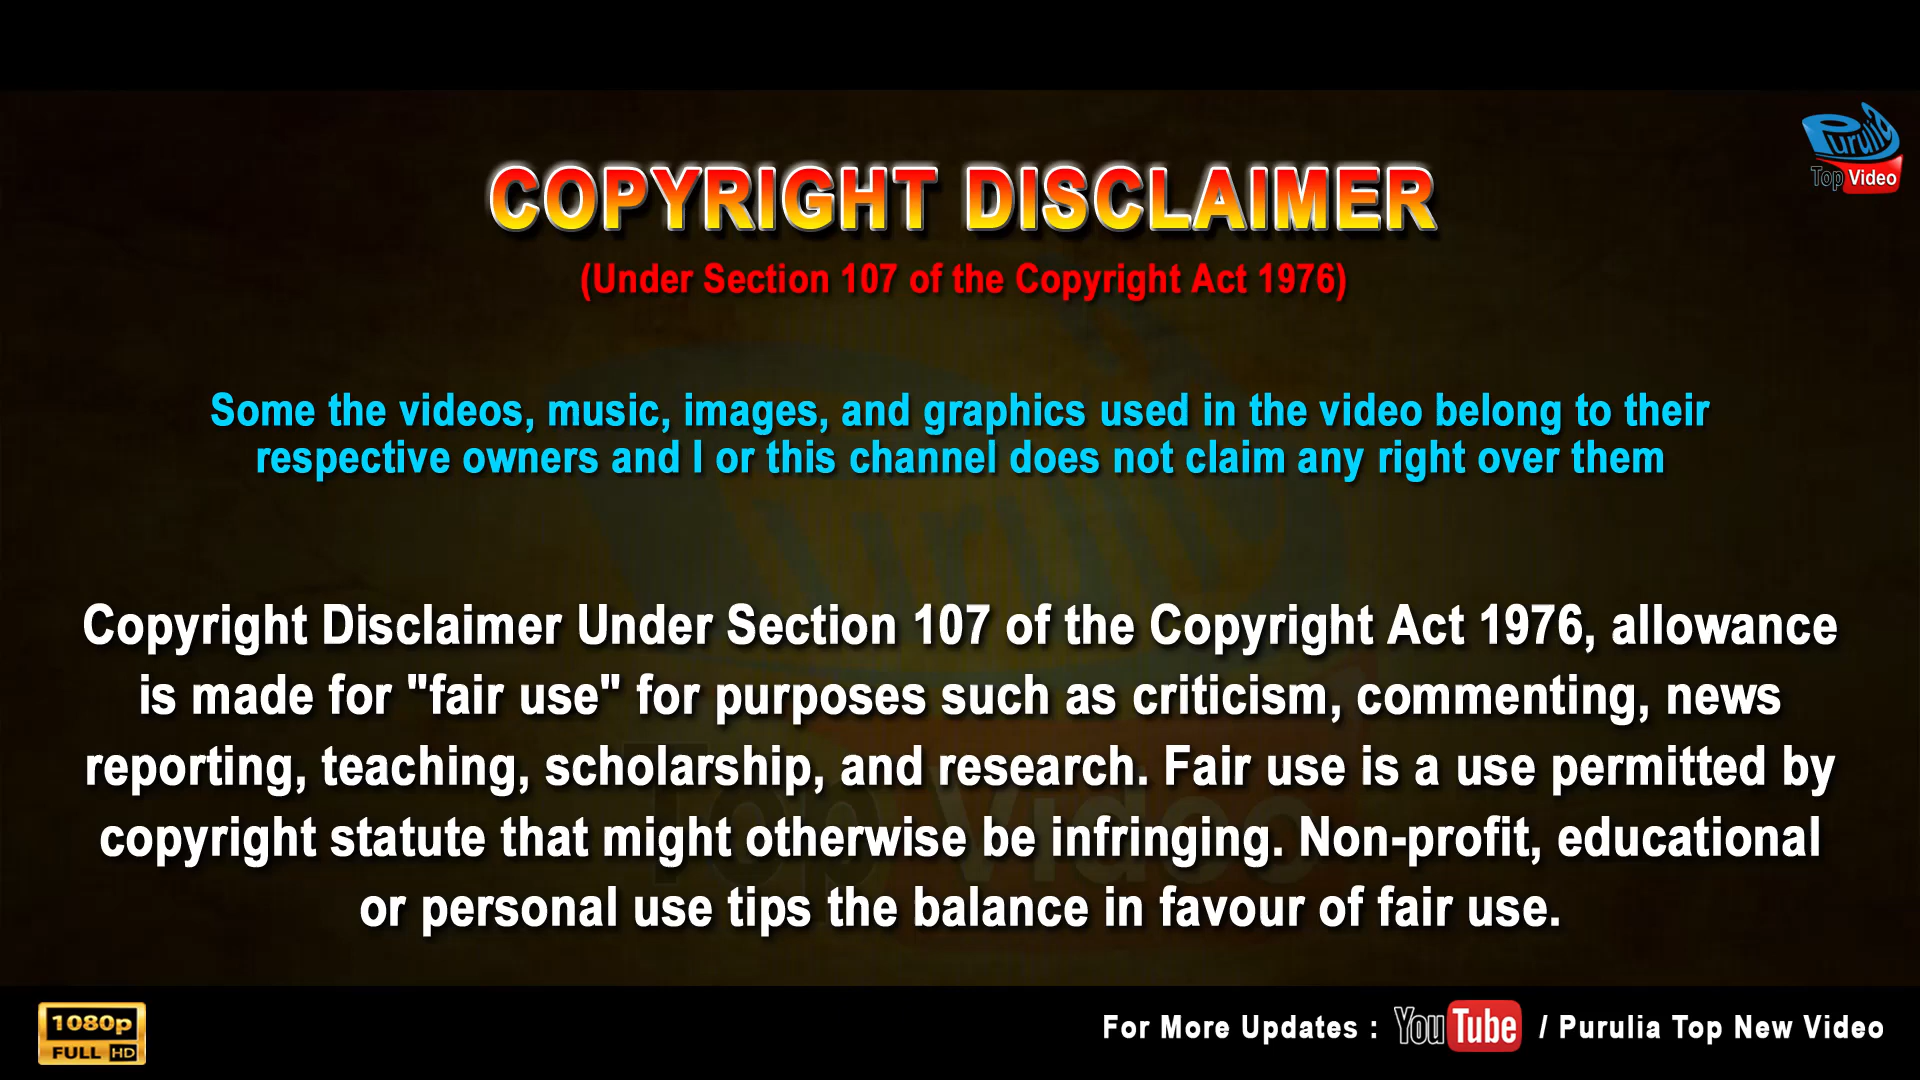 Purulia
Top Video
COPYRIGHT DISCLAIMER
(Under Section 107 of the Copyright Act 1976)
Some the videos, music, images, and graphics used in the video belong to their
respective owners and I or this channel does not claim any right over them
Copyright Disclaimer Under Section 107 of the Copyright Act 1976, allowance
is made for "fair use" for purposes such as criticism, commenting, news
reporting, teaching, scholarship, and research. Fair use is a use permitted by
copyright statute that might otherwise be infringing. Non-profit, educational
or personal use tips the balance in favour of fair use.
Purulia
Top Video
1080p
FULL HD
For More Updates : YouTube / Purulia Top New Video